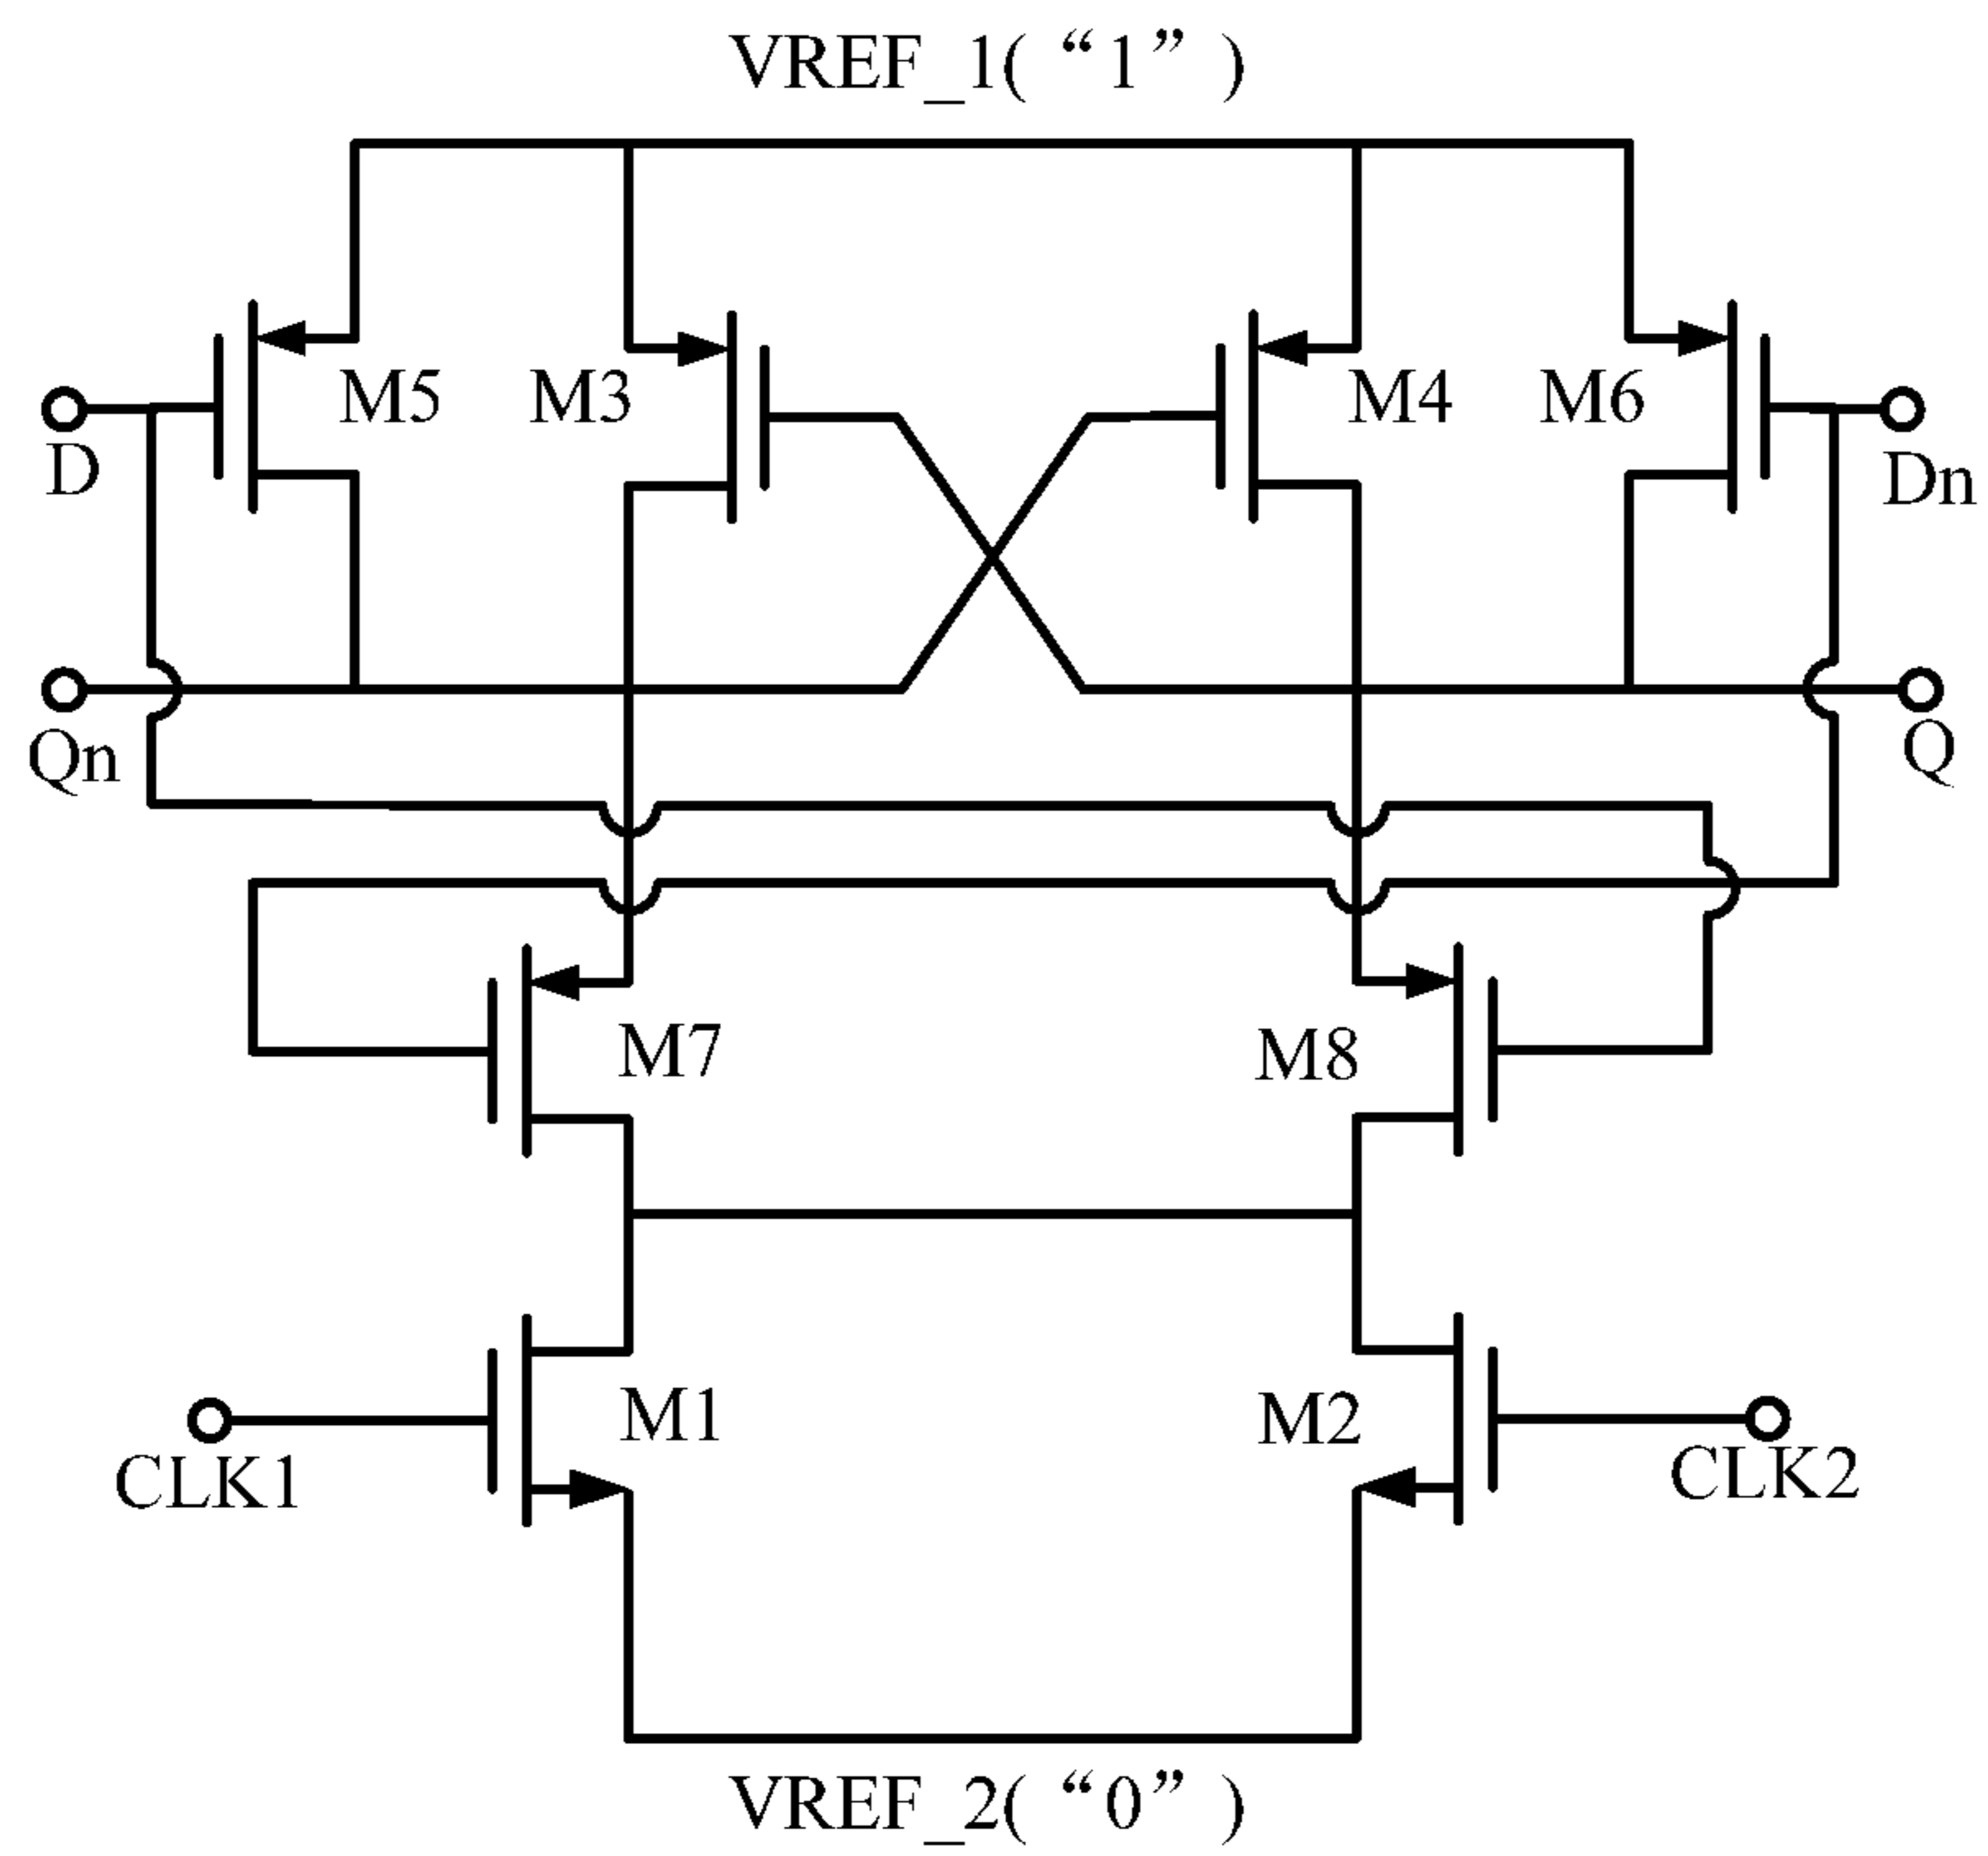 VREF_1( “1” )
M5
M3
M4
M6
D
Dn
Qn
Q
M7
M8
M1
M2
CLK1
CLK2
VREF_2( “0” )